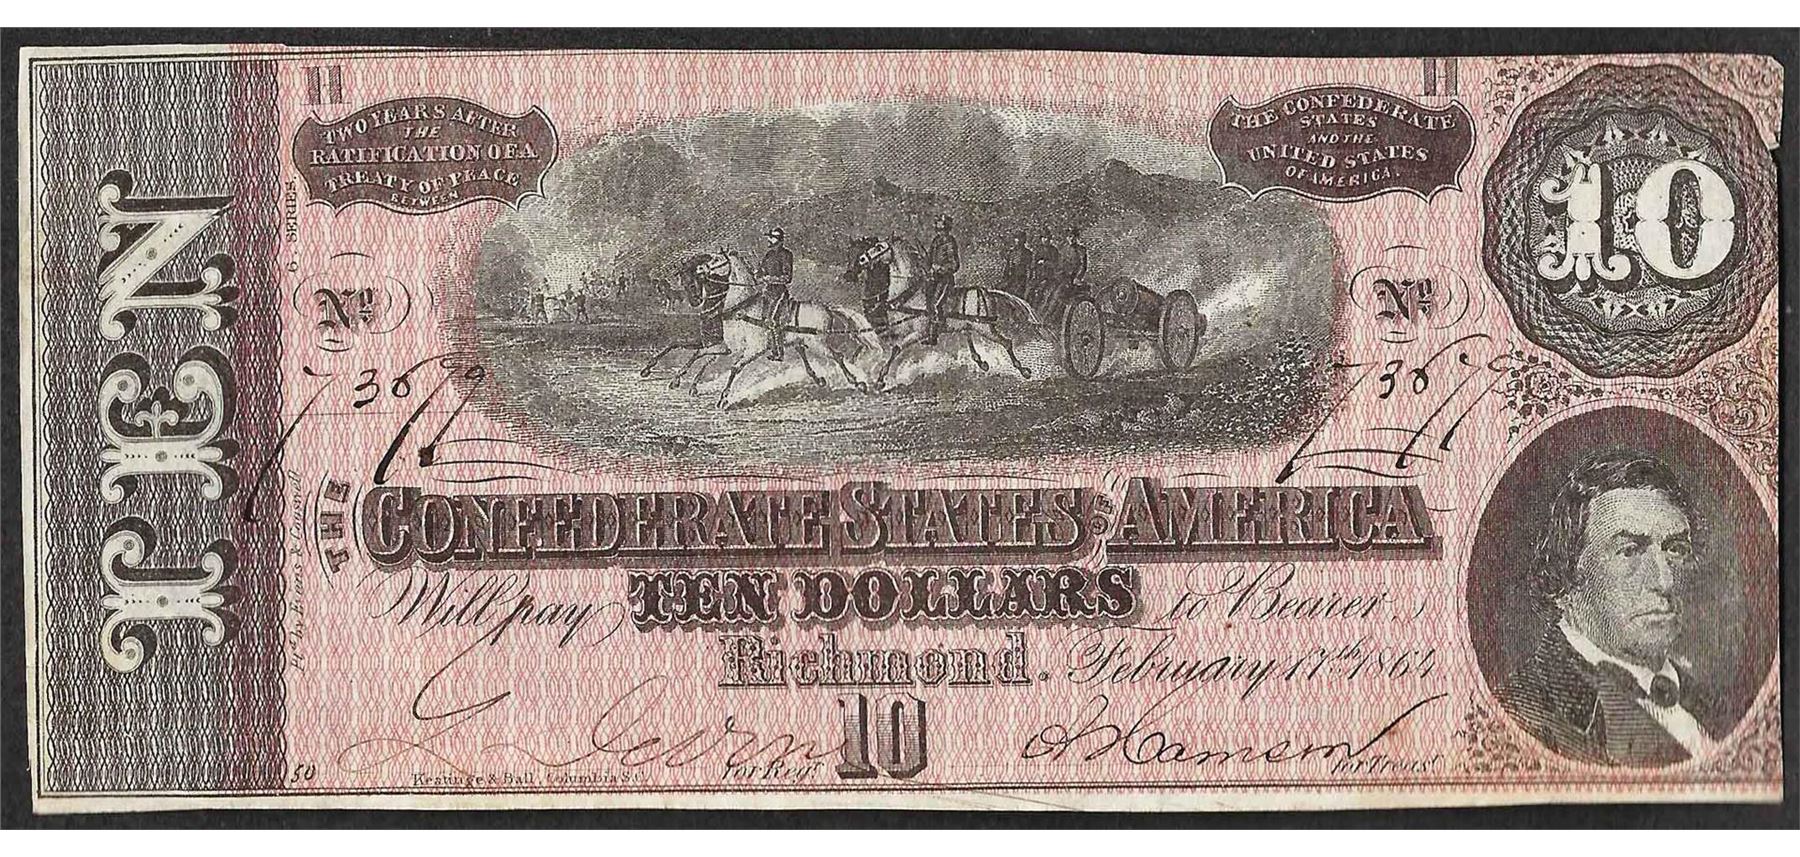 H
H
TWO YEARS AFTER
THE
RATIFICATION OF A
TREATY OF PEACE
BETWEEN
THE CONFEDERATE
STATES
AND THE
UNITED STATES
OF AMERICA.
10
TEN
6 SERIES
No
No
THE CONFEDERATE STATES OF AMERICA
Will pay TEN DOLLARS to Bearer,
Richmond. February 17th 1864
10
50
Keatinge & Ball, Columbia S.C.
for Regr
for Treasr
Evans & Cogswell